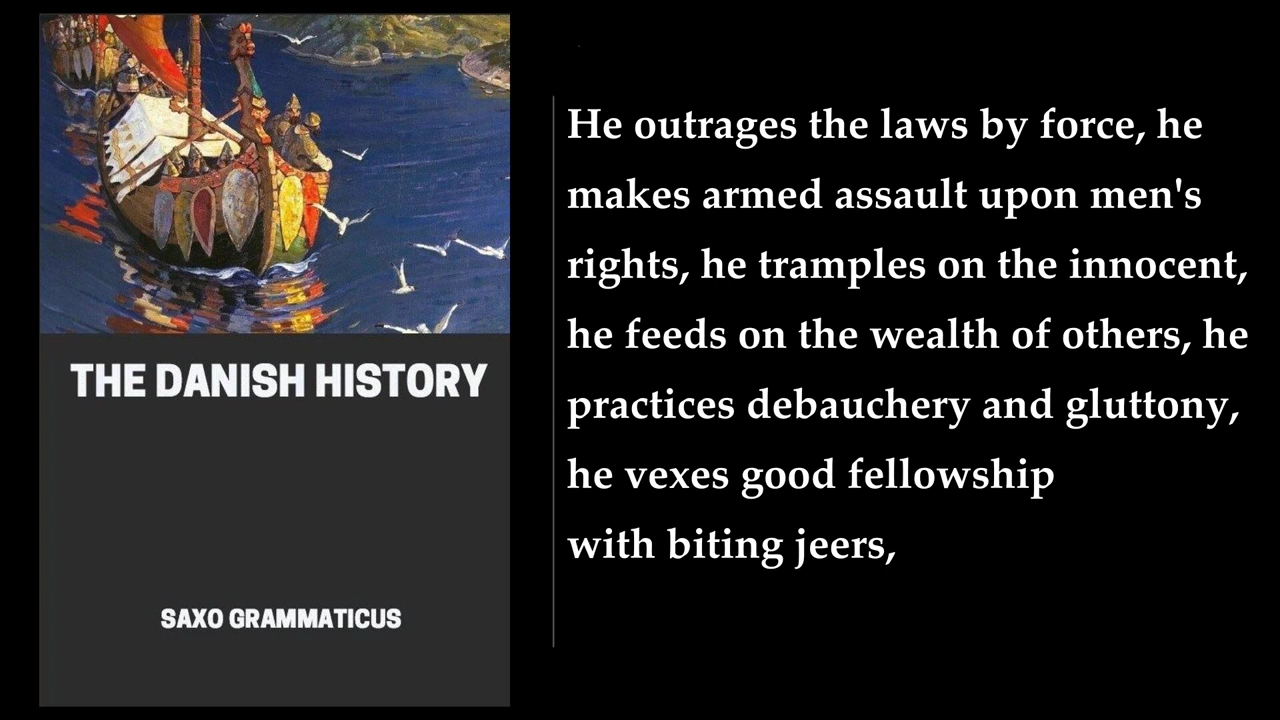 THE DANISH HISTORY
SAXO GRAMMATICUS
He outrages the laws by force, he
makes armed assault upon men's
rights, he tramples on the innocent,
he feeds on the wealth of others, he
practices debauchery and gluttony,
he vexes good fellowship
with biting jeers,